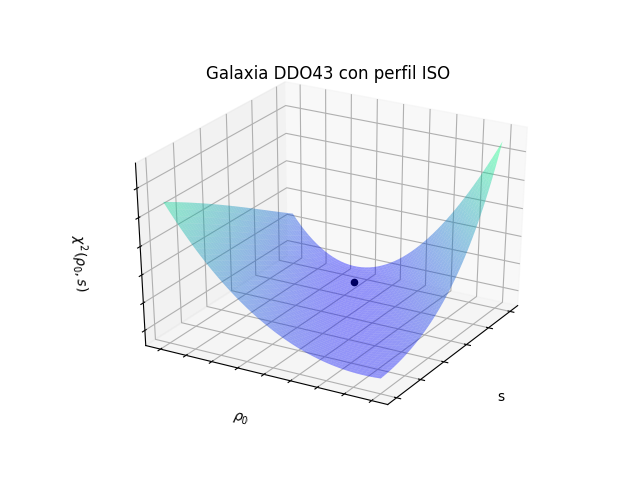 Galaxia DDO43 con perfil ISO
χ²(ρ₀, s)
ρ₀
s